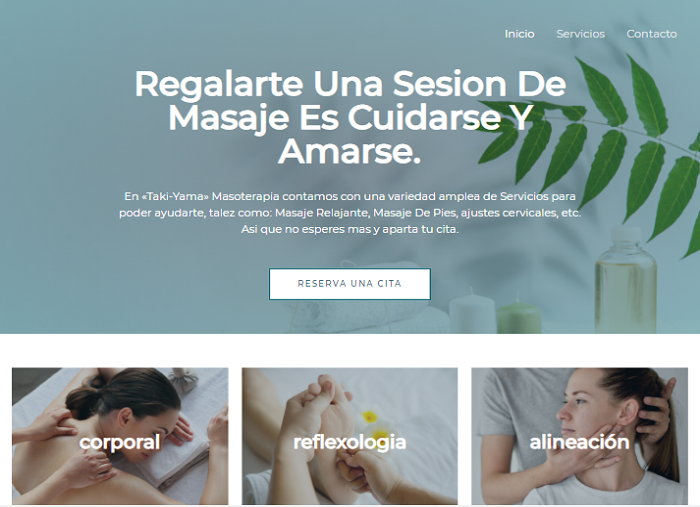 Inicio Servicios Contacto
Regalarte Una Sesion De
Masaje Es Cuidarse Y
Amarse.
En «Taki-Yama» Masoterapia contamos con una variedad amplea de Servicios para
poder ayudarte, talez como: Masaje Relajante, Masaje De Pies, ajustes cervicales, etc.
Asi que no esperes mas y aparta tu cita.
RESERVA UNA CITA
corporal reflexologia alineación